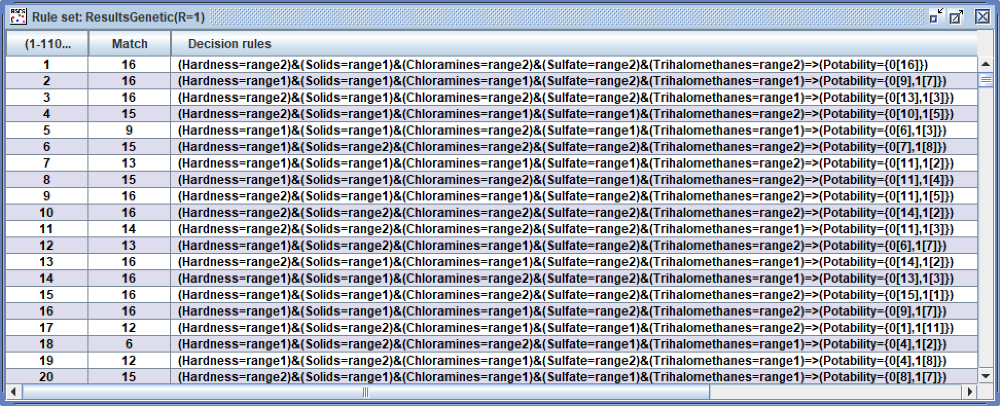 RSES
Rule set: ResultsGenetic(R=1)
(1-110... Match Decision rules
1 16 (Hardness=range2)&(Solids=range1)&(Chloramines=range2)&(Sulfate=range2)&(Trihalomethanes=range2)=>(Potability={0[16]})
2 16 (Hardness=range1)&(Solids=range1)&(Chloramines=range1)&(Sulfate=range2)&(Trihalomethanes=range1)=>(Potability={0[9],1[7]})
3 16 (Hardness=range2)&(Solids=range1)&(Chloramines=range2)&(Sulfate=range2)&(Trihalomethanes=range1)=>(Potability={0[13],1[3]})
4 15 (Hardness=range2)&(Solids=range1)&(Chloramines=range1)&(Sulfate=range1)&(Trihalomethanes=range2)=>(Potability={0[10],1[5]})
5 9 (Hardness=range1)&(Solids=range1)&(Chloramines=range2)&(Sulfate=range1)&(Trihalomethanes=range1)=>(Potability={0[6],1[3]})
6 15 (Hardness=range1)&(Solids=range2)&(Chloramines=range2)&(Sulfate=range2)&(Trihalomethanes=range2)=>(Potability={0[7],1[8]})
7 13 (Hardness=range1)&(Solids=range1)&(Chloramines=range1)&(Sulfate=range1)&(Trihalomethanes=range2)=>(Potability={0[11],1[2]})
8 15 (Hardness=range1)&(Solids=range1)&(Chloramines=range2)&(Sulfate=range1)&(Trihalomethanes=range2)=>(Potability={0[11],1[4]})
9 16 (Hardness=range2)&(Solids=range1)&(Chloramines=range1)&(Sulfate=range2)&(Trihalomethanes=range2)=>(Potability={0[11],1[5]})
10 16 (Hardness=range2)&(Solids=range2)&(Chloramines=range2)&(Sulfate=range2)&(Trihalomethanes=range2)=>(Potability={0[14],1[2]})
11 14 (Hardness=range2)&(Solids=range2)&(Chloramines=range2)&(Sulfate=range2)&(Trihalomethanes=range1)=>(Potability={0[11],1[3]})
12 13 (Hardness=range1)&(Solids=range2)&(Chloramines=range1)&(Sulfate=range2)&(Trihalomethanes=range2)=>(Potability={0[6],1[7]})
13 16 (Hardness=range2)&(Solids=range1)&(Chloramines=range1)&(Sulfate=range2)&(Trihalomethanes=range1)=>(Potability={0[14],1[2]})
14 16 (Hardness=range1)&(Solids=range1)&(Chloramines=range2)&(Sulfate=range2)&(Trihalomethanes=range1)=>(Potability={0[13],1[3]})
15 16 (Hardness=range1)&(Solids=range1)&(Chloramines=range2)&(Sulfate=range2)&(Trihalomethanes=range2)=>(Potability={0[15],1[1]})
16 16 (Hardness=range1)&(Solids=range1)&(Chloramines=range1)&(Sulfate=range2)&(Trihalomethanes=range2)=>(Potability={0[9],1[7]})
17 12 (Hardness=range1)&(Solids=range2)&(Chloramines=range1)&(Sulfate=range1)&(Trihalomethanes=range2)=>(Potability={0[1],1[11]})
18 6 (Hardness=range1)&(Solids=range2)&(Chloramines=range2)&(Sulfate=range1)&(Trihalomethanes=range1)=>(Potability={0[4],1[2]})
19 12 (Hardness=range1)&(Solids=range2)&(Chloramines=range1)&(Sulfate=range2)&(Trihalomethanes=range1)=>(Potability={0[4],1[8]})
20 15 (Hardness=range2)&(Solids=range1)&(Chloramines=range1)&(Sulfate=range1)&(Trihalomethanes=range1)=>(Potability={0[8],1[7]})